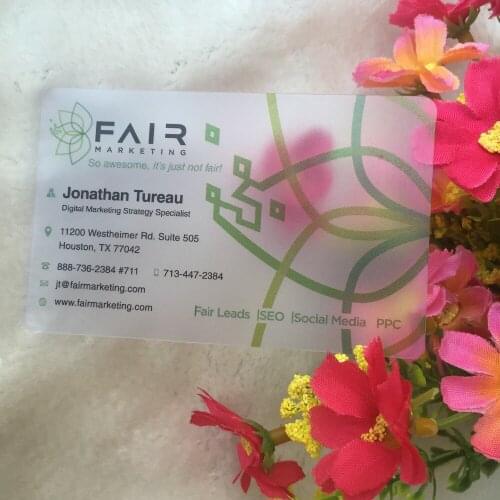 FAIR
MARKETING
So awesome, it's just not fair!
Jonathan Tureau
Digital Marketing Strategy Specialist
11200 Westheimer Rd. Suite 505
Houston, TX 77042
888-736-2384 #711 713-447-2384
jt@fairmarketing.com
www.fairmarketing.com
Fair Leads |SEO |Social Media PPC